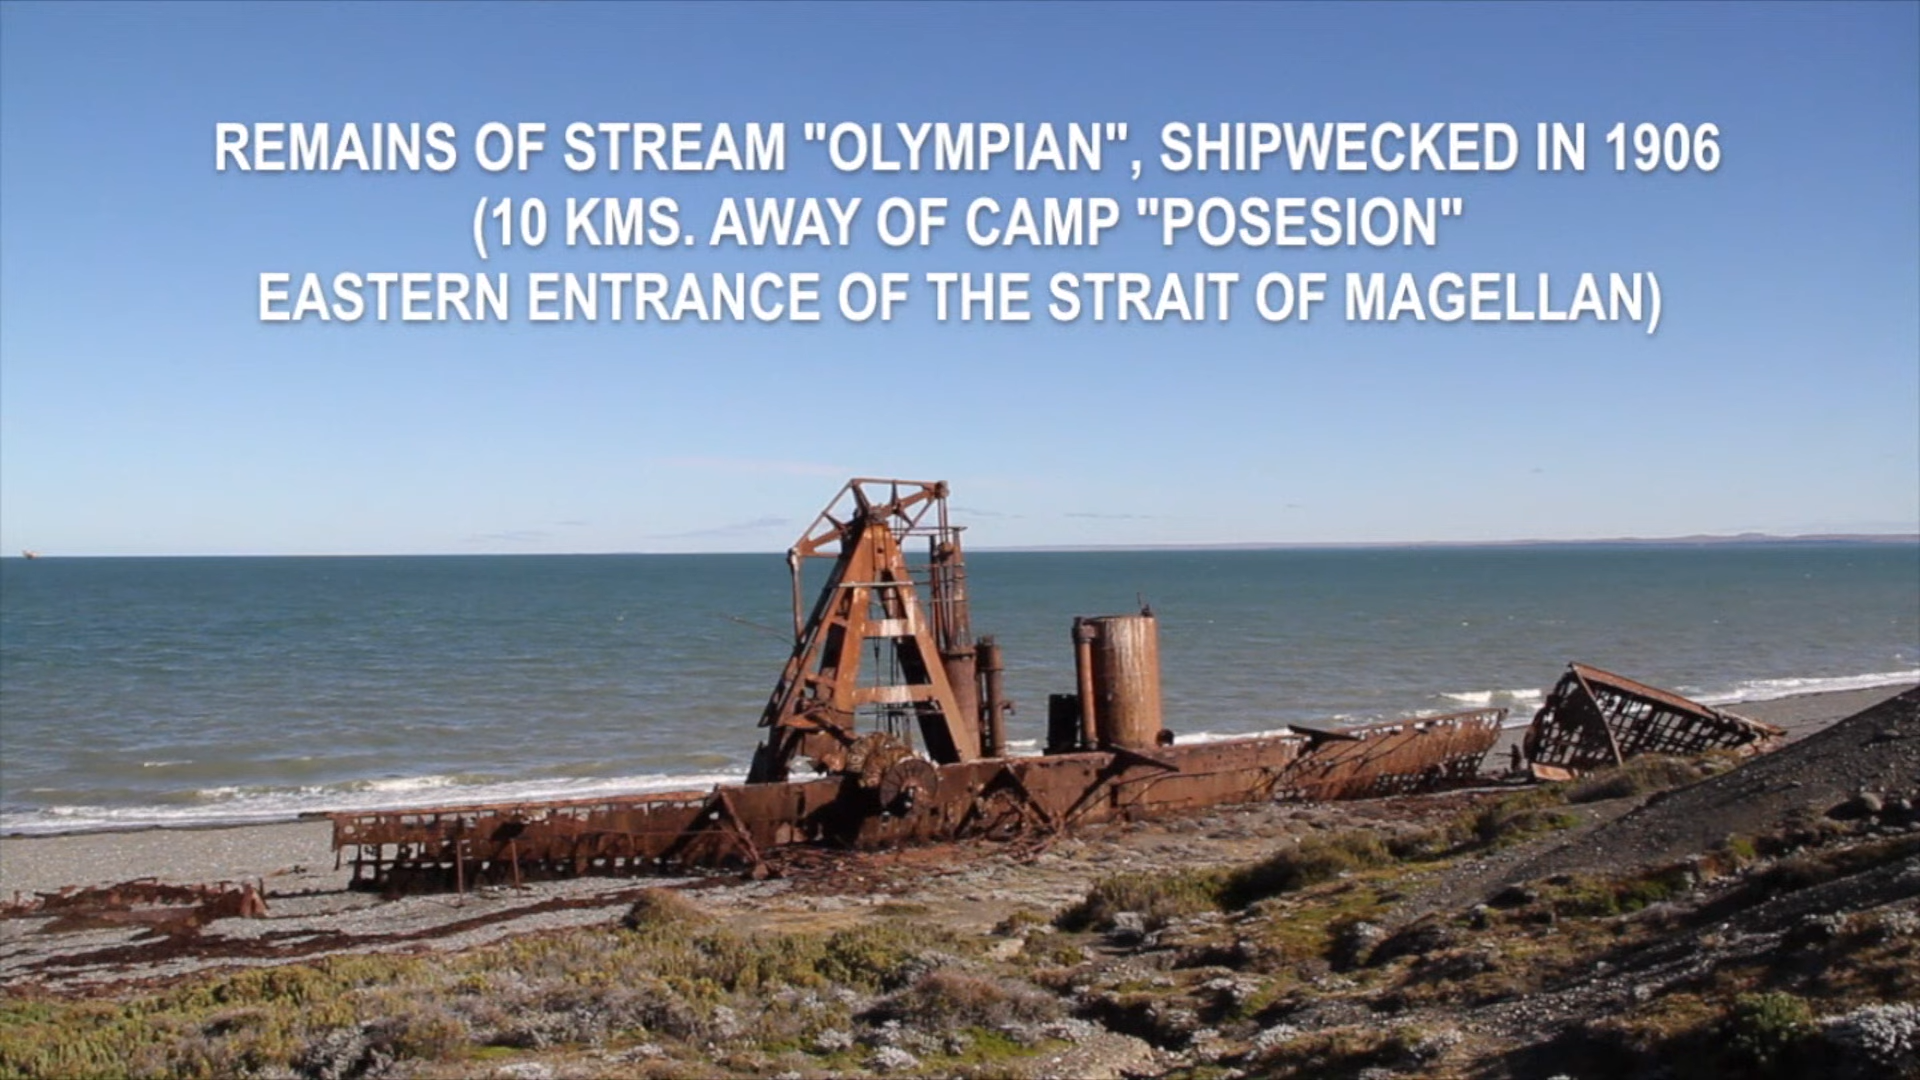 REMAINS OF STREAM "OLYMPIAN", SHIPWECKED IN 1906
(10 KMS. AWAY OF CAMP "POSESION"
EASTERN ENTRANCE OF THE STRAIT OF MAGELLAN)